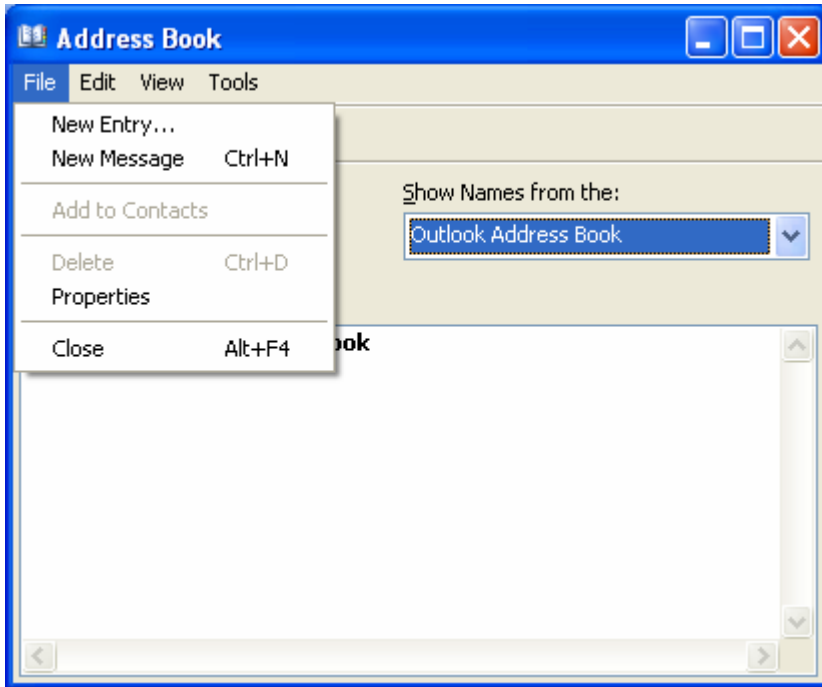 Address Book
File Edit View Tools
New Entry...
New Message Ctrl+N
Add to Contacts
Delete Ctrl+D
Properties
Close Alt+F4
Show Names from the:
Outlook Address Book